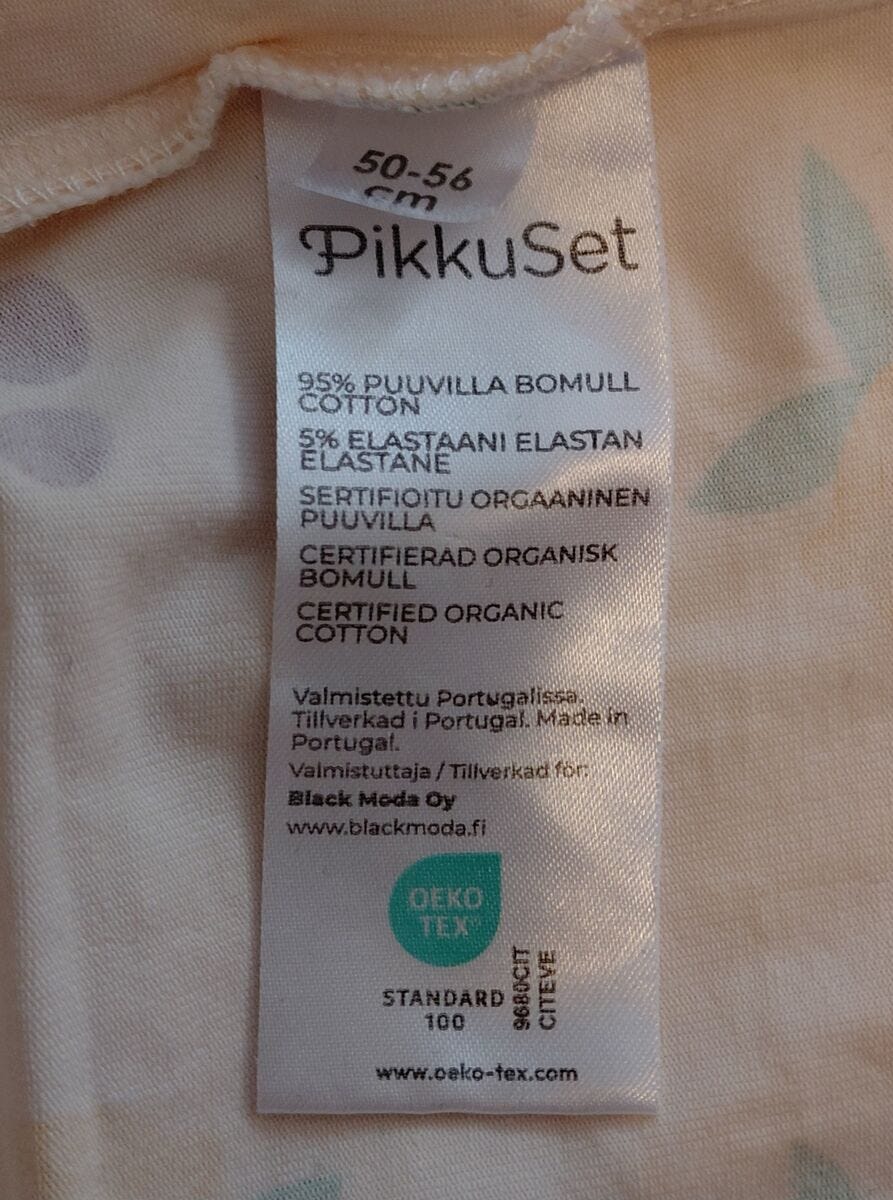 50-56
cm
PikkuSet
95% PUUVILLA BOMULL
COTTON
5% ELASTAANI ELASTAN
ELASTANE
SERTIFIOITU ORGAANINEN
PUUVILLA
CERTIFIERAD ORGANISK
BOMULL
CERTIFIED ORGANIC
COTTON
Valmistettu Portugalissa.
Tillverkad i Portugal. Made in
Portugal.
Valmistuttaja / Tillverkad för:
Black Moda Oy
www.blackmoda.fi
OEKO
TEX®
STANDARD
100
9680CIT
CITEVE
www.oeko-tex.com